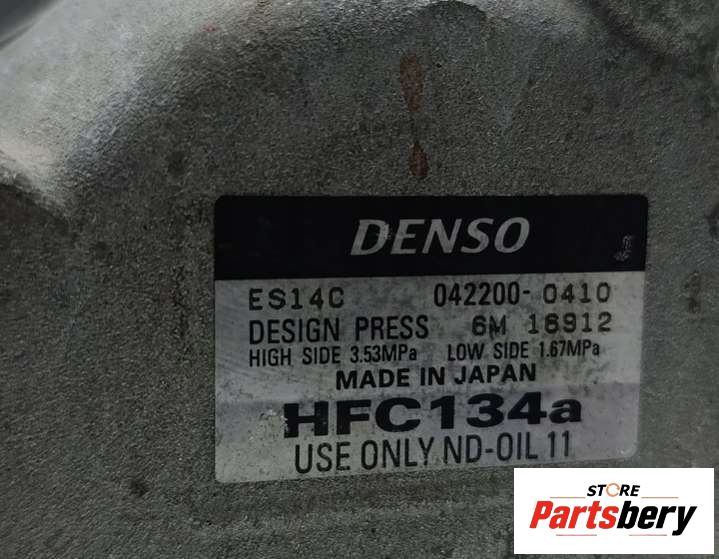 DENSO
ES14C 042200-0410
DESIGN PRESS 6M 16912
HIGH SIDE 3.53MPa LOW SIDE 1.67MPa
MADE IN JAPAN
HFC134a
USE ONLY ND-OIL 11
STORE
Partsbery